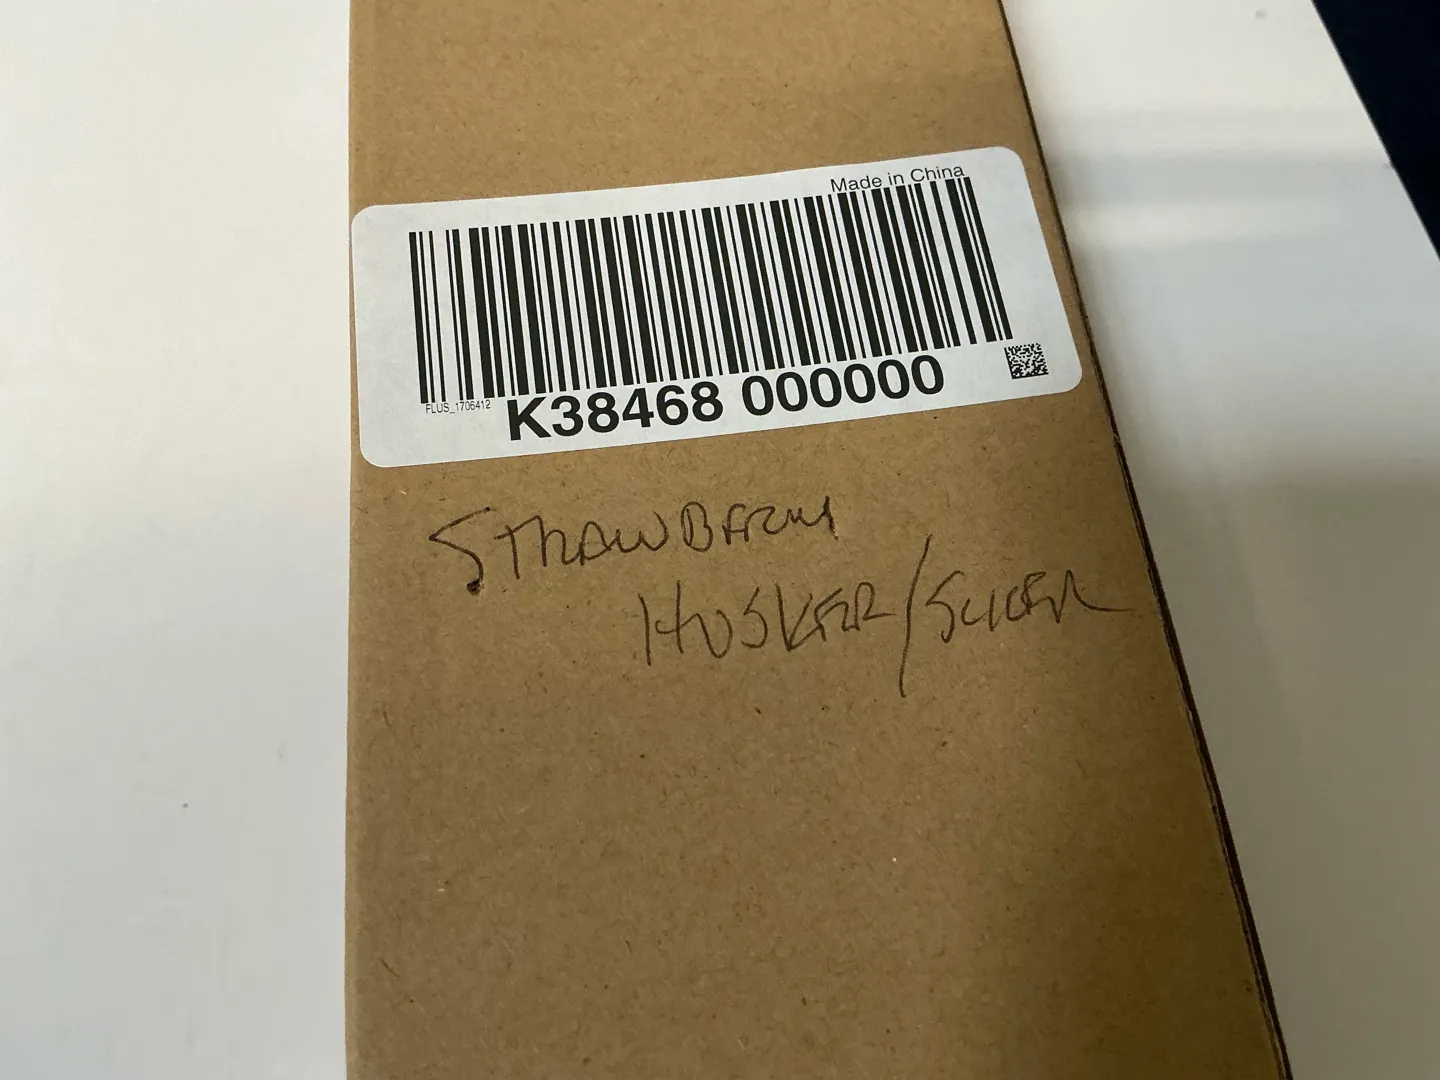 Made in China
FLUS_1706412
K38468 000000
STRAWBERRY
HUSKER/SLICER